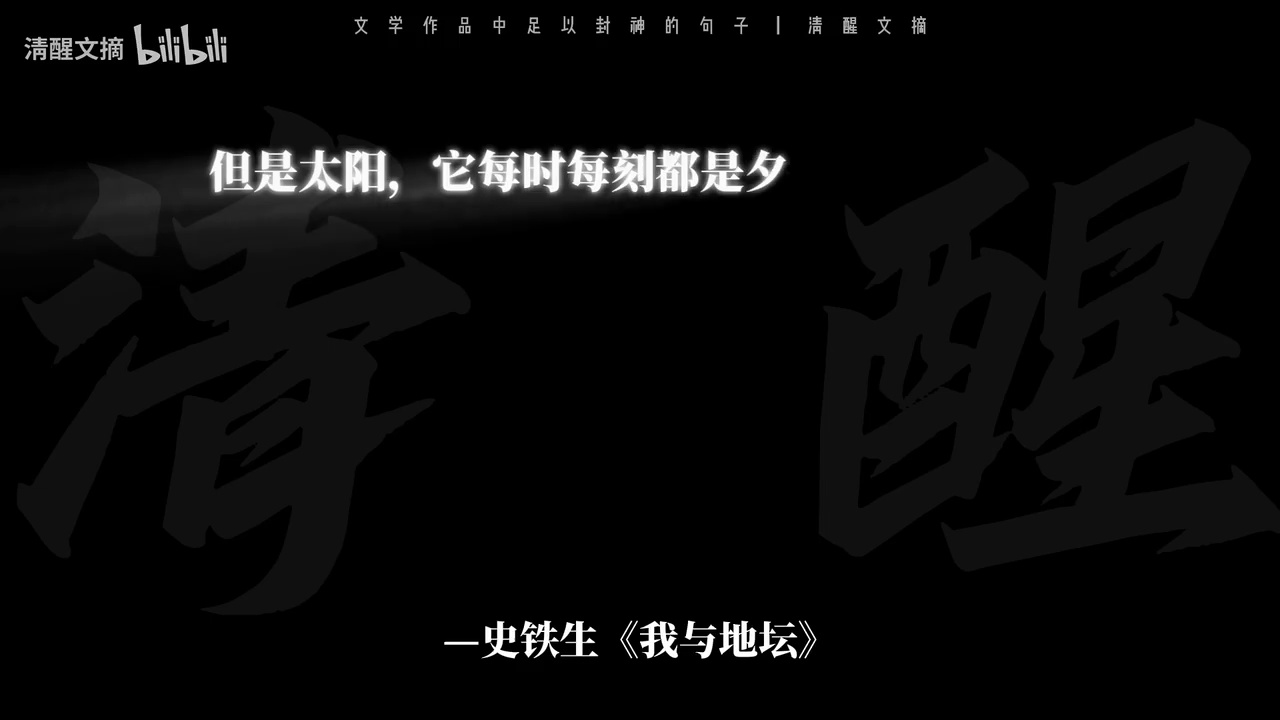 文学作品中足以封神的句子 | 清醒文摘
清醒文摘 bilibili
但是太阳，它每时每刻都是夕
清醒
—史铁生《我与地坛》